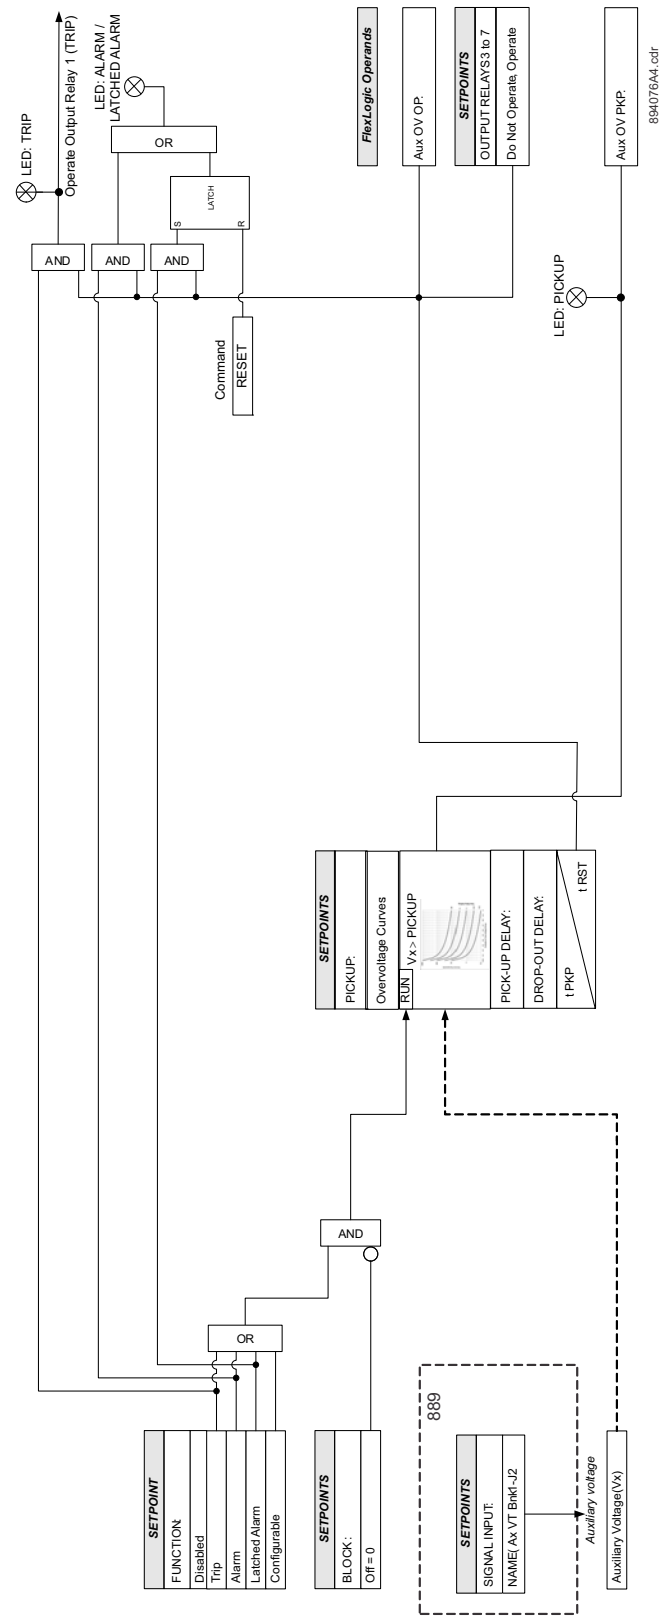 LED: TRIP
Operate Output Relay 1 (TRIP)
LED: ALARM /
LATCHED ALARM
OR
LATCH
S
R
AND
AND
AND
Command
RESET
FlexLogic Operands
Aux OV OP:
SETPOINTS
OUTPUT RELAYS 3 to 7
Do Not Operate, Operate
LED: PICKUP
Aux OV PKP:
894076A4.cdr
SETPOINTS
PICKUP:
Overvoltage Curves
RUN
Vx > PICKUP
PICK-UP DELAY:
DROP-OUT DELAY:
t PKP
t RST
AND
OR
SETPOINT
FUNCTION:
Disabled
Trip
Alarm
Latched Alarm
Configurable
SETPOINTS
BLOCK :
Off = 0
889
SETPOINTS
SIGNAL INPUT:
NAME( Ax VT Bnk1-J2
Auxiliary voltage
Auxiliary Voltage(Vx)